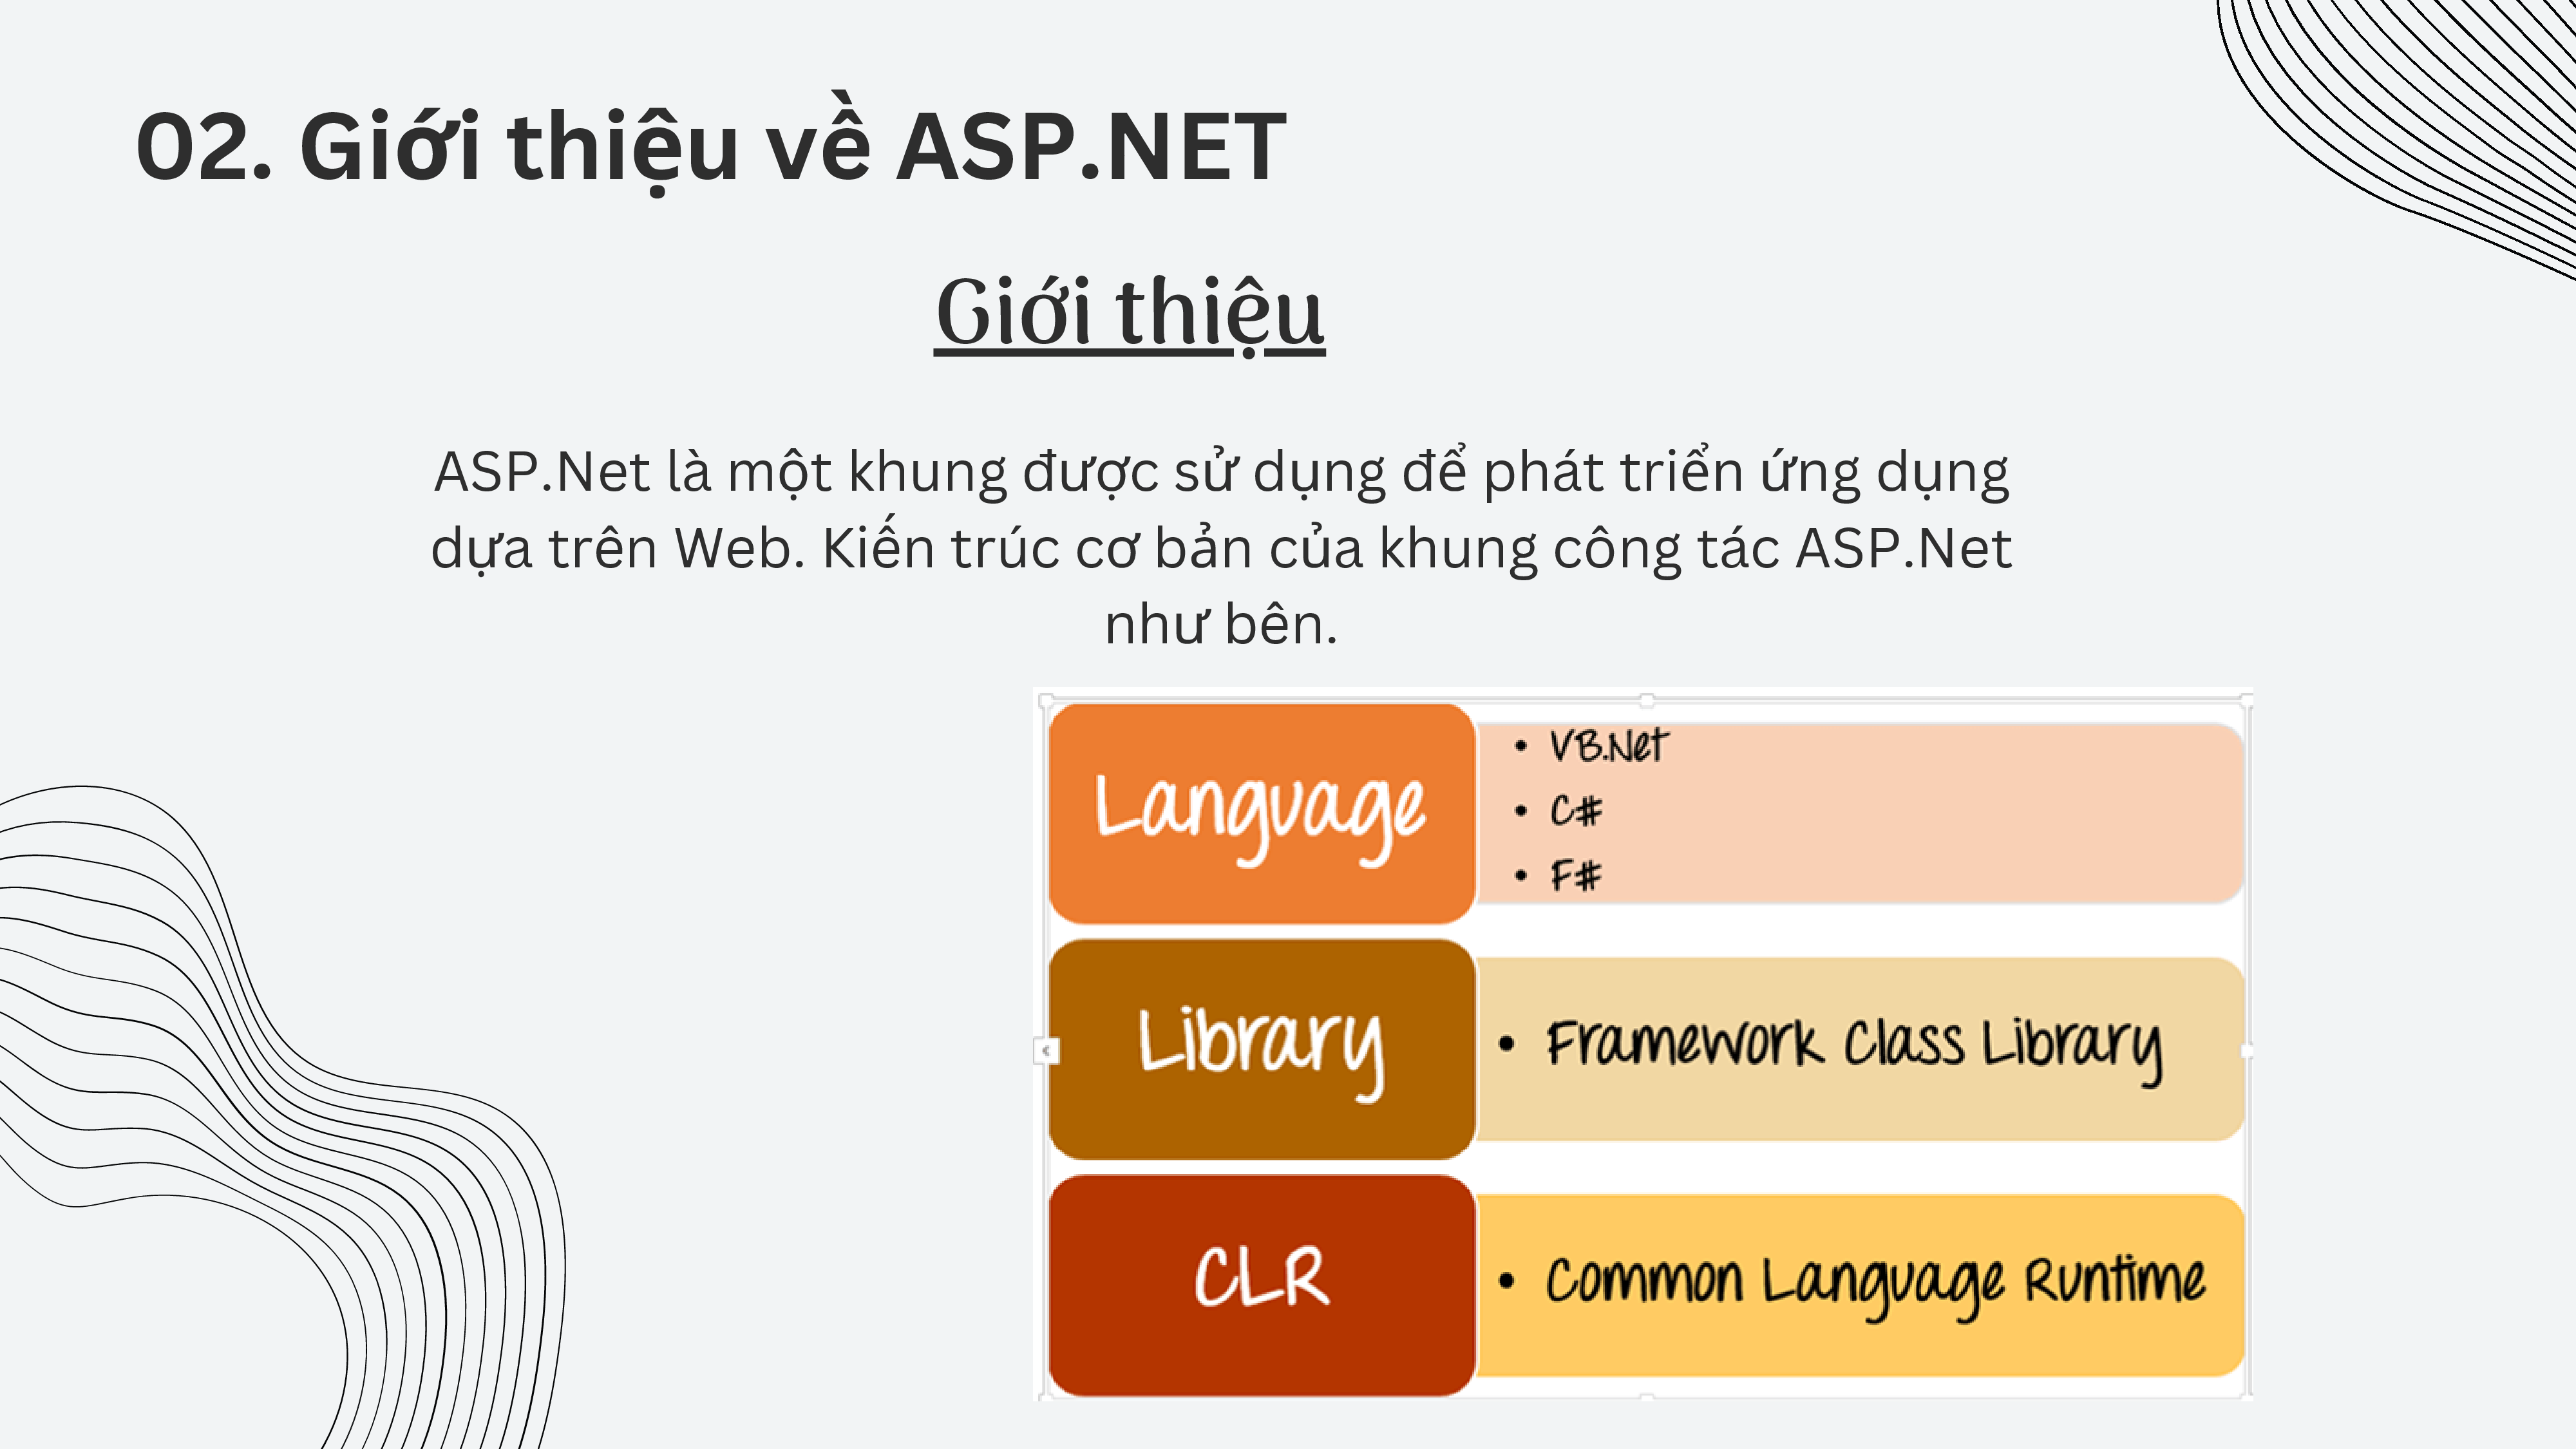 02. Giới thiệu về ASP.NET
Giới thiệu
ASP.Net là một khung được sử dụng để phát triển ứng dụng
dựa trên Web. Kiến trúc cơ bản của khung công tác ASP.Net
như bên.
Language
• VB.Net
• C#
• F#
Library
• Framework Class Library
CLR
• Common Language Runtime